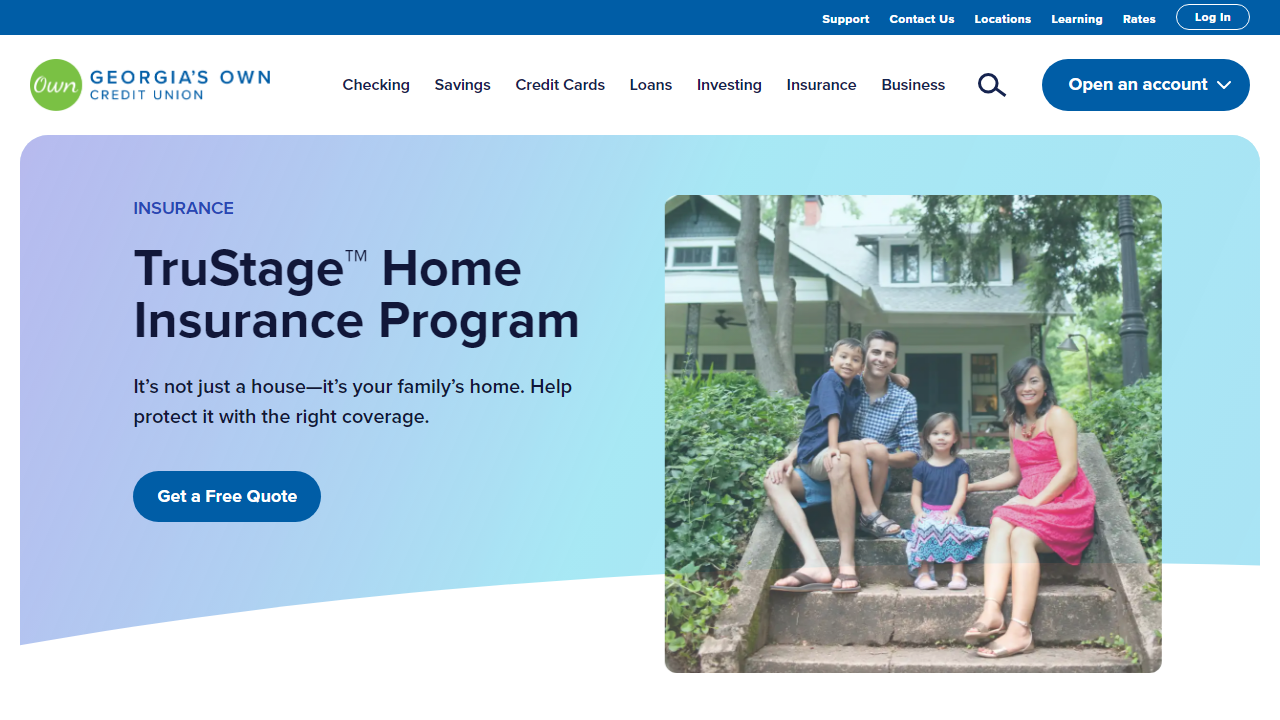 Support Contact Us Locations Learning Rates Log In
Own GEORGIA'S OWN
CREDIT UNION
Checking Savings Credit Cards Loans Investing Insurance Business Open an account
INSURANCE
TruStage™ Home
Insurance Program
It’s not just a house—it’s your family’s home. Help
protect it with the right coverage.
Get a Free Quote